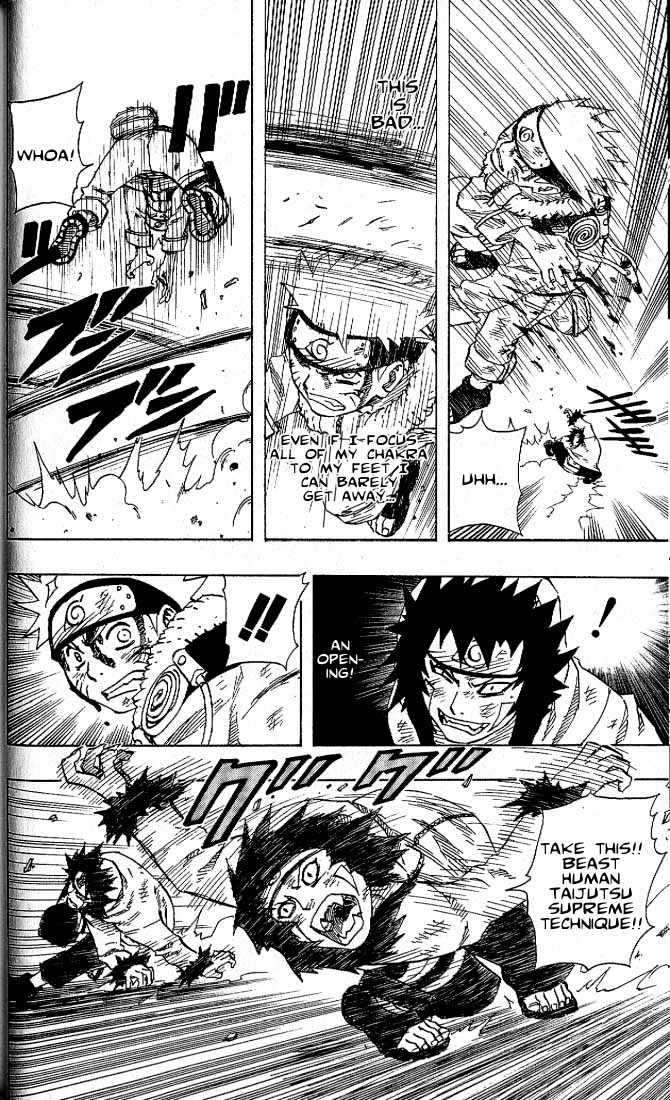 UHH...
THIS
IS
BAD...
EVEN IF I FOCUS
ALL OF MY CHAKRA
TO MY FEET I
CAN BARELY
GET AWAY...
WHOA!
!
AN
OPEN-
ING!
!!
TAKE THIS!!
BEAST
HUMAN
TAIJUTSU
SUPREME
TECHNIQUE!!